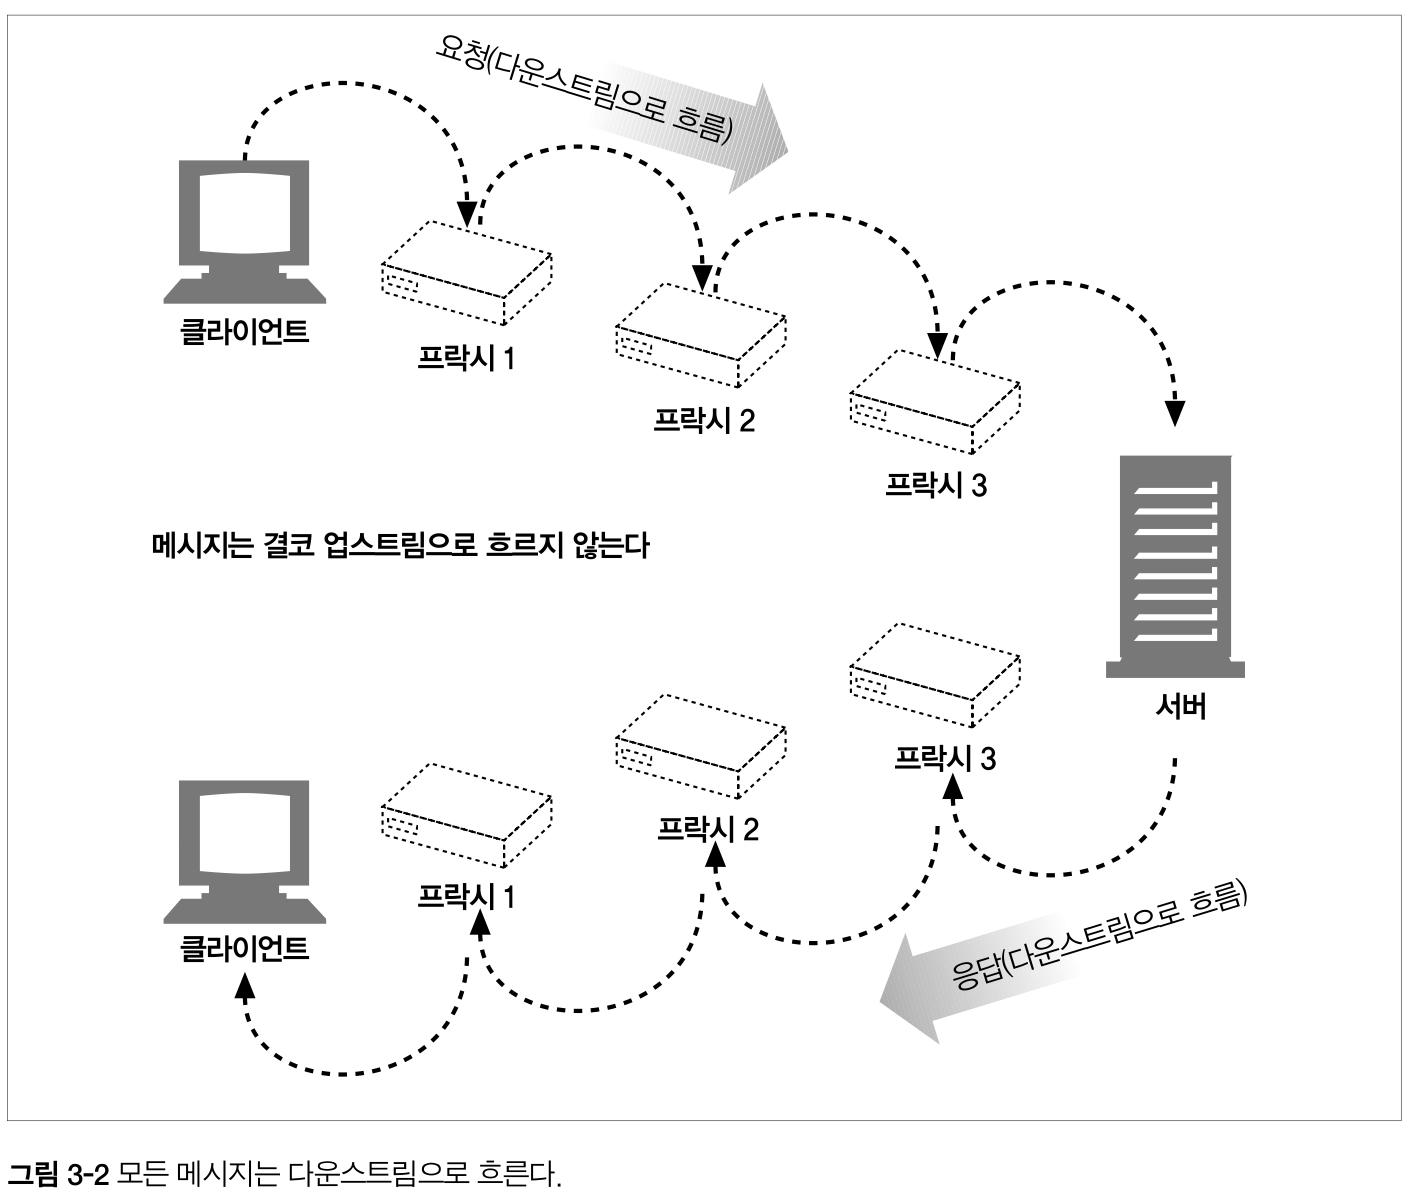 요청(다운스트림으로 흐름)
클라이언트
프락시 1
프락시 2
프락시 3
메시지는 결코 업스트림으로 흐르지 않는다
서버
프락시 3
프락시 2
프락시 1
클라이언트
응답(다운스트림으로 흐름)
그림 3-2 모든 메시지는 다운스트림으로 흐른다.